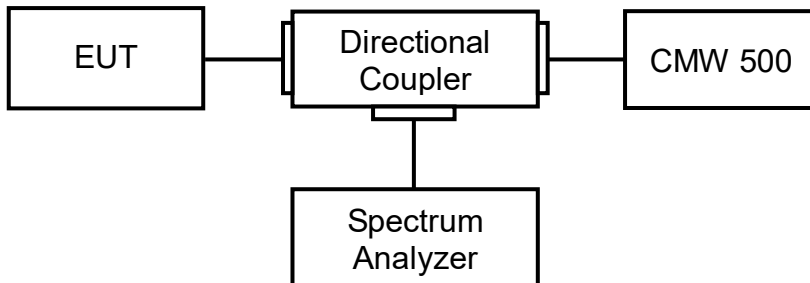 EUT
Directional
Coupler
CMW 500
Spectrum
Analyzer